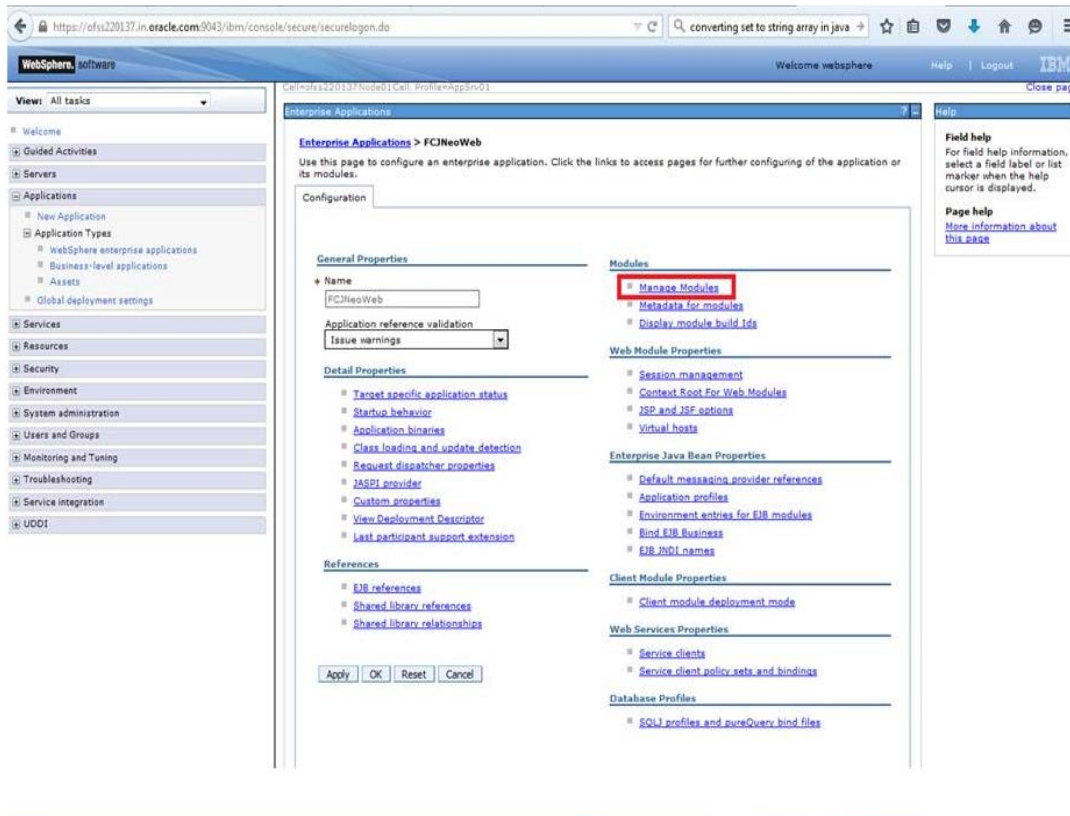 https://ofss220137.in.oracle.com:9043/ibm/console/secure/securelogon.do
converting set to string array in java
WebSphere. software
Welcome websphere
Help | Logout
IBM
View: All tasks
Cell=ofss220137Node01Cell, Profile=AppSrv01
Close pag
Welcome
Guided Activities
Servers
Applications
New Application
Application Types
WebSphere enterprise applications
Business-level applications
Assets
Global deployment settings
Services
Resources
Security
Environment
System administration
Users and Groups
Monitoring and Tuning
Troubleshooting
Service integration
UDDI
Enterprise Applications
? -
Enterprise Applications > FCJNeoWeb
Use this page to configure an enterprise application. Click the links to access pages for further configuring of the application or
its modules.
Configuration
General Properties
Name
FCJNeoWeb
Application reference validation
Issue warnings
Detail Properties
Target specific application status
Startup behavior
Application binaries
Class loading and update detection
Request dispatcher properties
JASPI provider
Custom properties
View Deployment Descriptor
Last participant support extension
References
EJB references
Shared library references
Shared library relationships
Apply OK Reset Cancel
Modules
Manage Modules
Metadata for modules
Display module build Ids
Web Module Properties
Session management
Context Root For Web Modules
JSP and JSF options
Virtual hosts
Enterprise Java Bean Properties
Default messaging provider references
Application profiles
Environment entries for EJB modules
Bind EJB Business
EJB JNDI names
Client Module Properties
Client module deployment mode
Web Services Properties
Service clients
Service client policy sets and bindings
Database Profiles
SQLJ profiles and pureQuery bind files
Help
Field help
For field help information,
select a field label or list
marker when the help
cursor is displayed.
Page help
More information about
this page